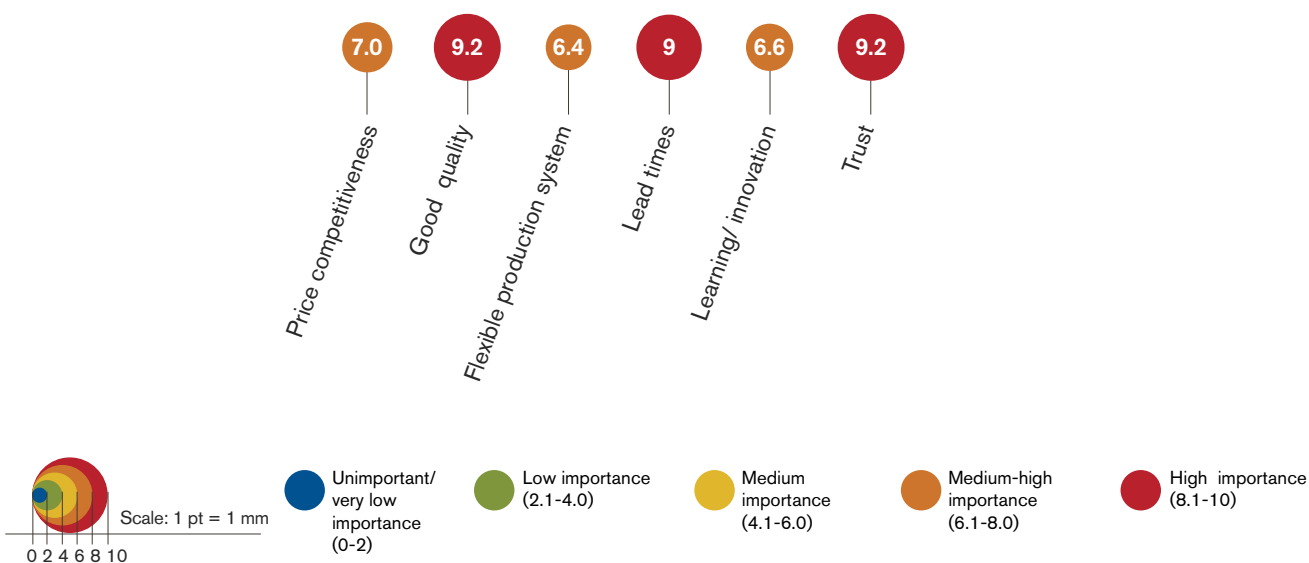 7.0
9.2
6.4
9
6.6
9.2
Price competitiveness
Good quality
Flexible production system
Lead times
Learning/ innovation
Trust
Scale: 1 pt = 1 mm
0 2 4 6 8 10
Unimportant/
very low
importance
(0-2)
Low importance
(2.1-4.0)
Medium
importance
(4.1-6.0)
Medium-high
importance
(6.1-8.0)
High importance
(8.1-10)